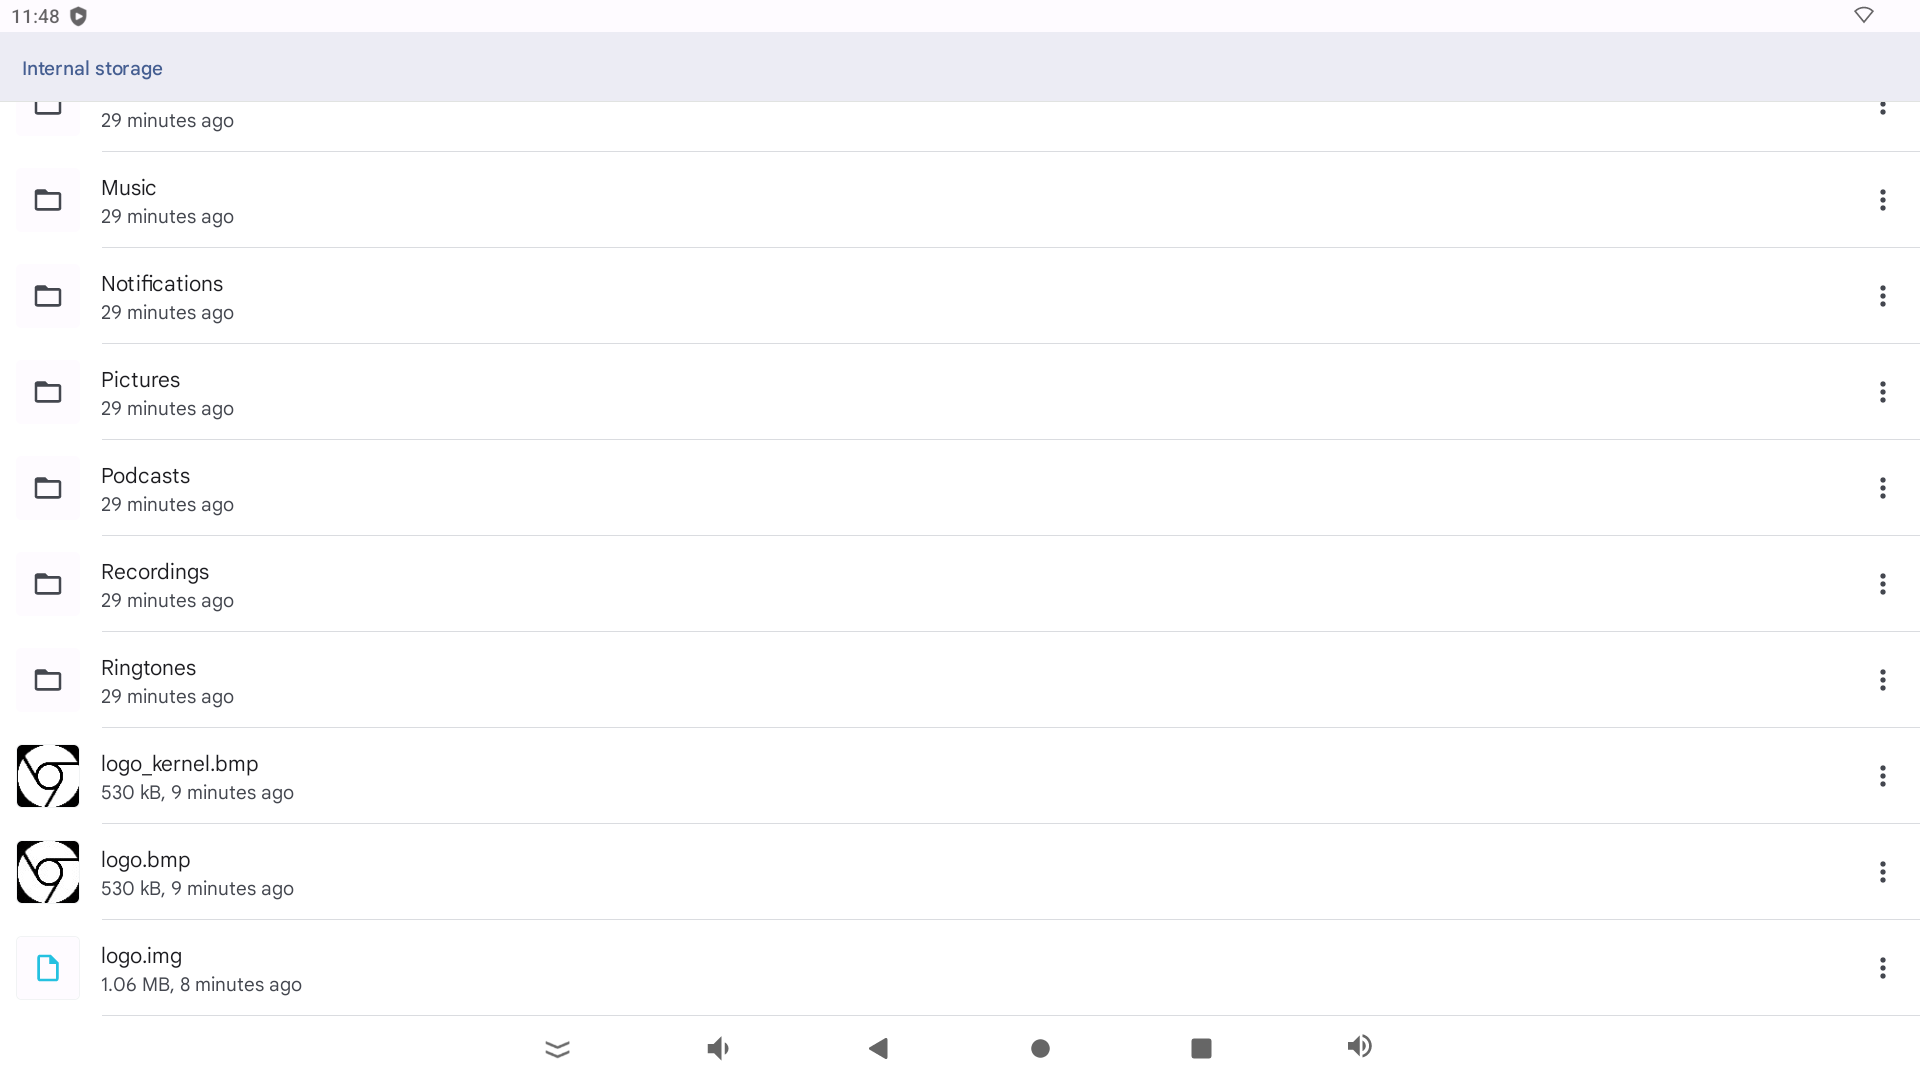 11:48
Internal storage
29 minutes ago
Music
29 minutes ago
Notifications
29 minutes ago
Pictures
29 minutes ago
Podcasts
29 minutes ago
Recordings
29 minutes ago
Ringtones
29 minutes ago
logo_kernel.bmp
530 kB, 9 minutes ago
logo.bmp
530 kB, 9 minutes ago
logo.img
1.06 MB, 8 minutes ago